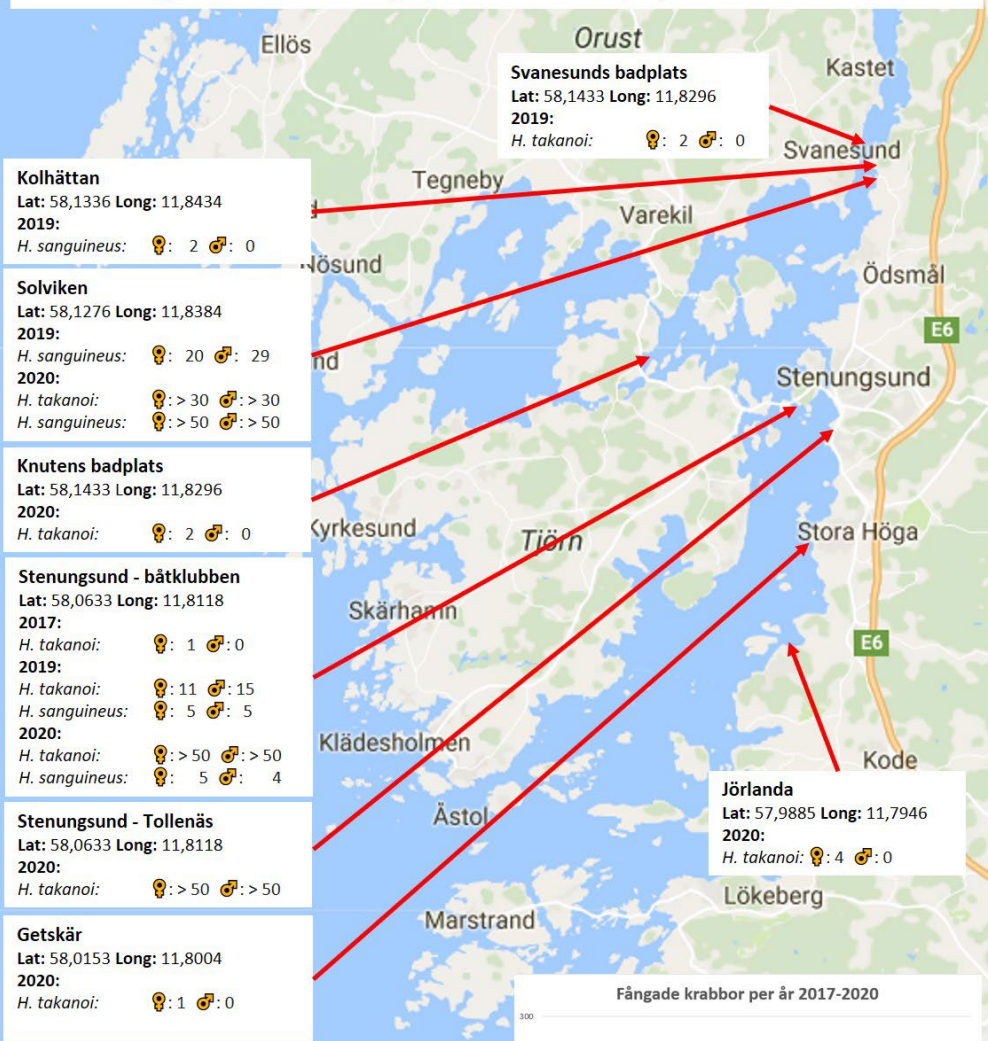 Ellös
Orust
Kastet
Svanesunds badplats
Lat: 58,1433 Long: 11,8296
2019:
H. takanoi: ♀: 2 ♂: 0
Svanesund
Tegneby
Varekil
Nösund
Ödsmål
E6
Stenungsund
nd
Kyrkesund
Tjörn
Stora Höga
Skärhamn
E6
Klädesholmen
Kode
Åstol
Lökeberg
Marstrand
Kolhättan
Lat: 58,1336 Long: 11,8434
2019:
H. sanguineus: ♀: 2 ♂: 0
Solviken
Lat: 58,1276 Long: 11,8384
2019:
H. sanguineus: ♀: 20 ♂: 29
2020:
H. takanoi: ♀: > 30 ♂: > 30
H. sanguineus: ♀: > 50 ♂: > 50
Knutens badplats
Lat: 58,1433 Long: 11,8296
2020:
H. takanoi: ♀: 2 ♂: 0
Stenungsund - båtklubben
Lat: 58,0633 Long: 11,8118
2017:
H. takanoi: ♀: 1 ♂: 0
2019:
H. takanoi: ♀: 11 ♂: 15
H. sanguineus: ♀: 5 ♂: 5
2020:
H. takanoi: ♀: > 50 ♂: > 50
H. sanguineus: ♀: 5 ♂: 4
Stenungsund - Tollenäs
Lat: 58,0633 Long: 11,8118
2020:
H. takanoi: ♀: > 50 ♂: > 50
Getskär
Lat: 58,0153 Long: 11,8004
2020:
H. takanoi: ♀: 1 ♂: 0
Jörlanda
Lat: 57,9885 Long: 11,7946
2020:
H. takanoi: ♀: 4 ♂: 0
Fångade krabbor per år 2017-2020
300